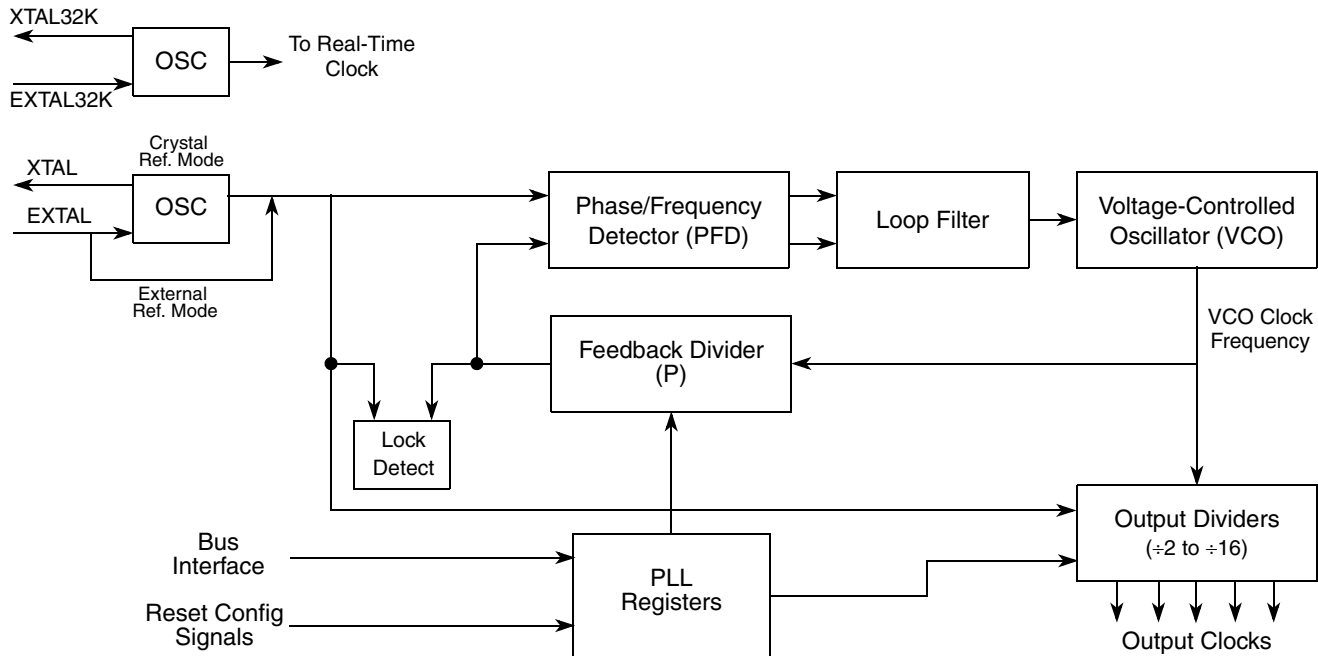 XTAL32K
OSC
EXTAL32K
To Real-Time
Clock
Crystal
Ref. Mode
XTAL
OSC
EXTAL
External
Ref. Mode
Phase/Frequency
Detector (PFD)
Loop Filter
Voltage-Controlled
Oscillator (VCO)
VCO Clock
Frequency
Feedback Divider
(P)
Lock
Detect
Bus
Interface
Reset Config
Signals
PLL
Registers
Output Dividers
(÷2 to ÷16)
Output Clocks